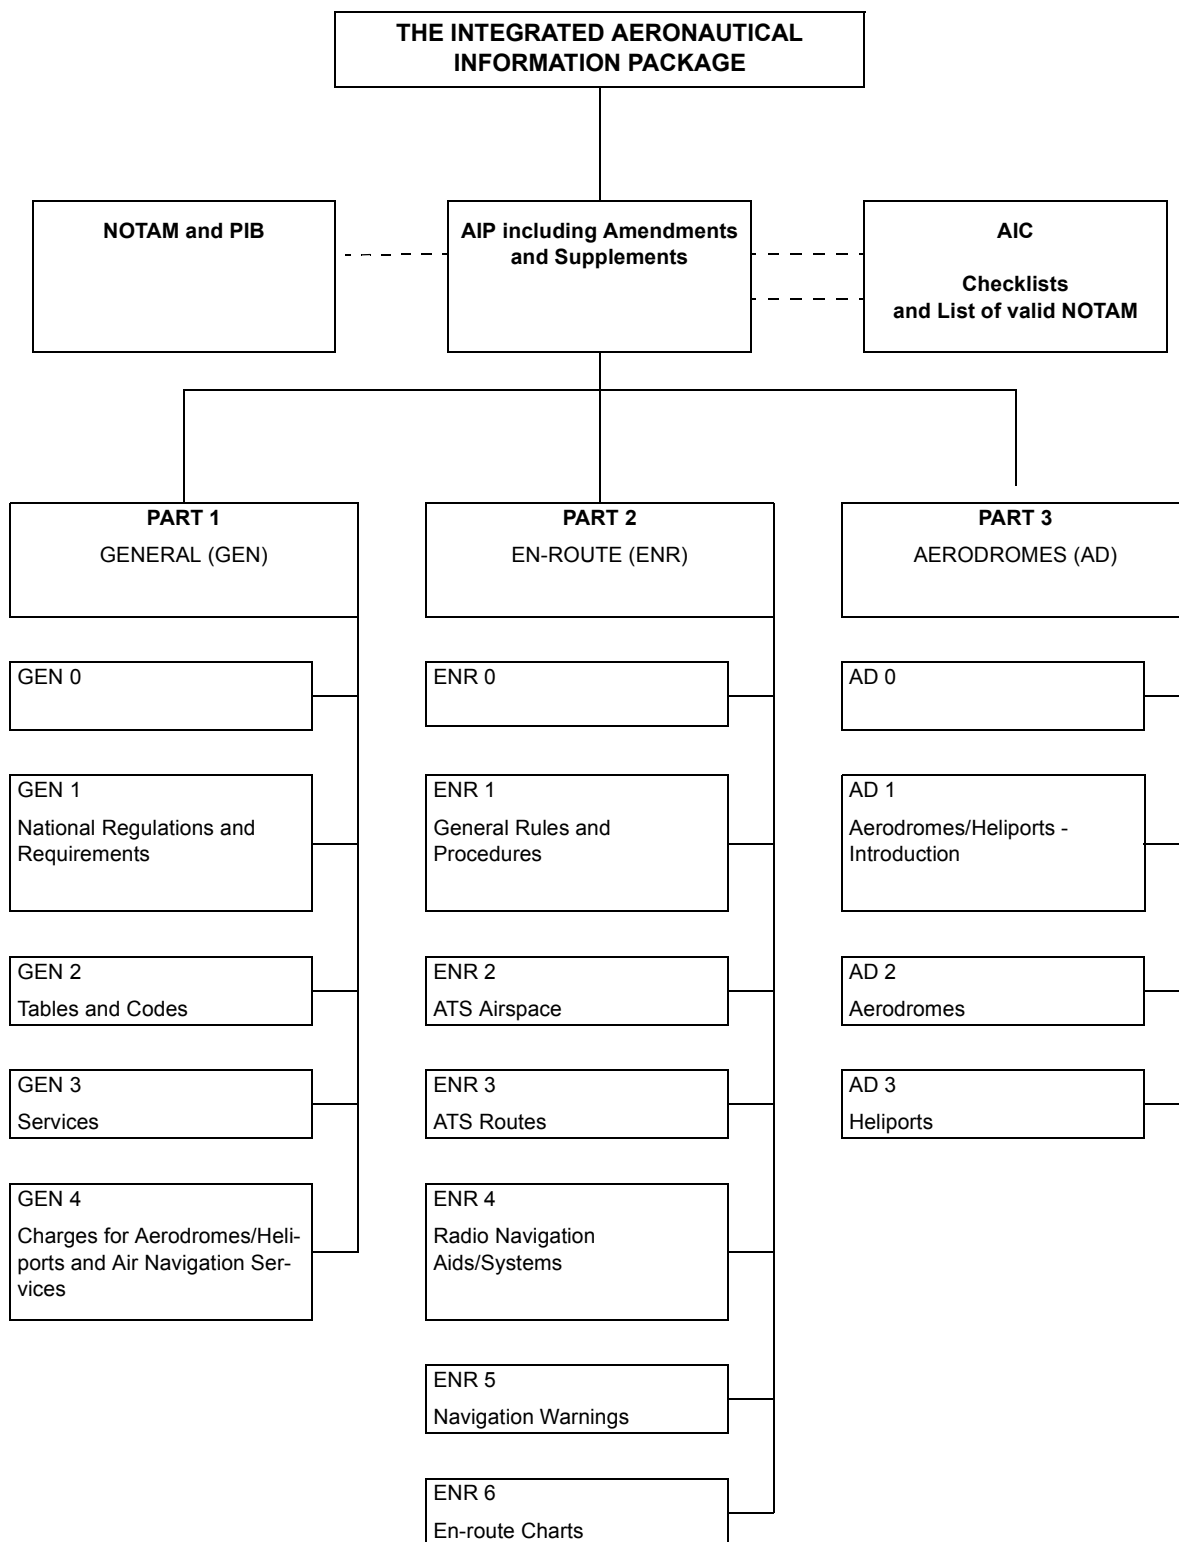 THE INTEGRATED AERONAUTICAL
INFORMATION PACKAGE
NOTAM and PIB
AIP including Amendments
and Supplements
AIC
Checklists
and List of valid NOTAM
PART 1
GENERAL (GEN)
PART 2
EN-ROUTE (ENR)
PART 3
AERODROMES (AD)
GEN 0
ENR 0
AD 0
GEN 1
National Regulations and
Requirements
ENR 1
General Rules and
Procedures
AD 1
Aerodromes/Heliports -
Introduction
GEN 2
Tables and Codes
ENR 2
ATS Airspace
AD 2
Aerodromes
GEN 3
Services
ENR 3
ATS Routes
AD 3
Heliports
GEN 4
Charges for Aerodromes/Heli-
ports and Air Navigation Ser-
vices
ENR 4
Radio Navigation
Aids/Systems
ENR 5
Navigation Warnings
ENR 6
En-route Charts